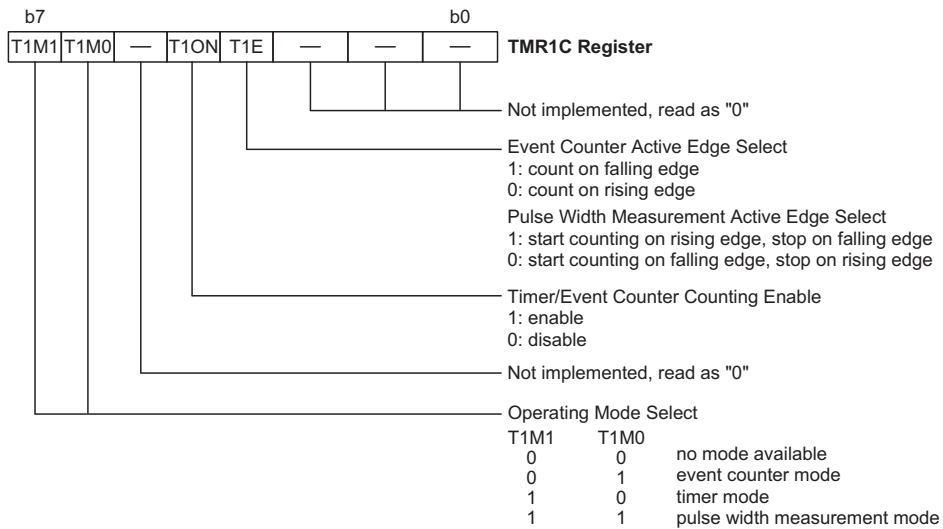 b7 b0
T1M1 T1M0 — T1ON T1E — — — TMR1C Register
Not implemented, read as "0"
Event Counter Active Edge Select
1: count on falling edge
0: count on rising edge
Pulse Width Measurement Active Edge Select
1: start counting on rising edge, stop on falling edge
0: start counting on falling edge, stop on rising edge
Timer/Event Counter Counting Enable
1: enable
0: disable
Not implemented, read as "0"
Operating Mode Select
T1M1 T1M0
0 0 no mode available
0 1 event counter mode
1 0 timer mode
1 1 pulse width measurement mode